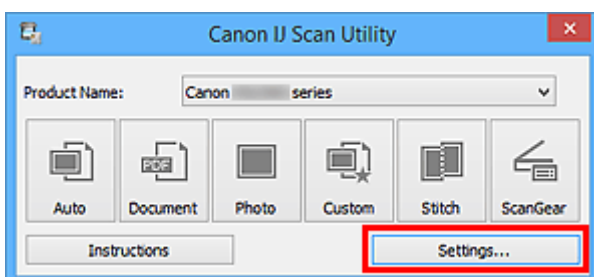 Canon IJ Scan Utility
Product Name: Canon series
PDF
Auto Document Photo Custom Stitch ScanGear
Instructions Settings...